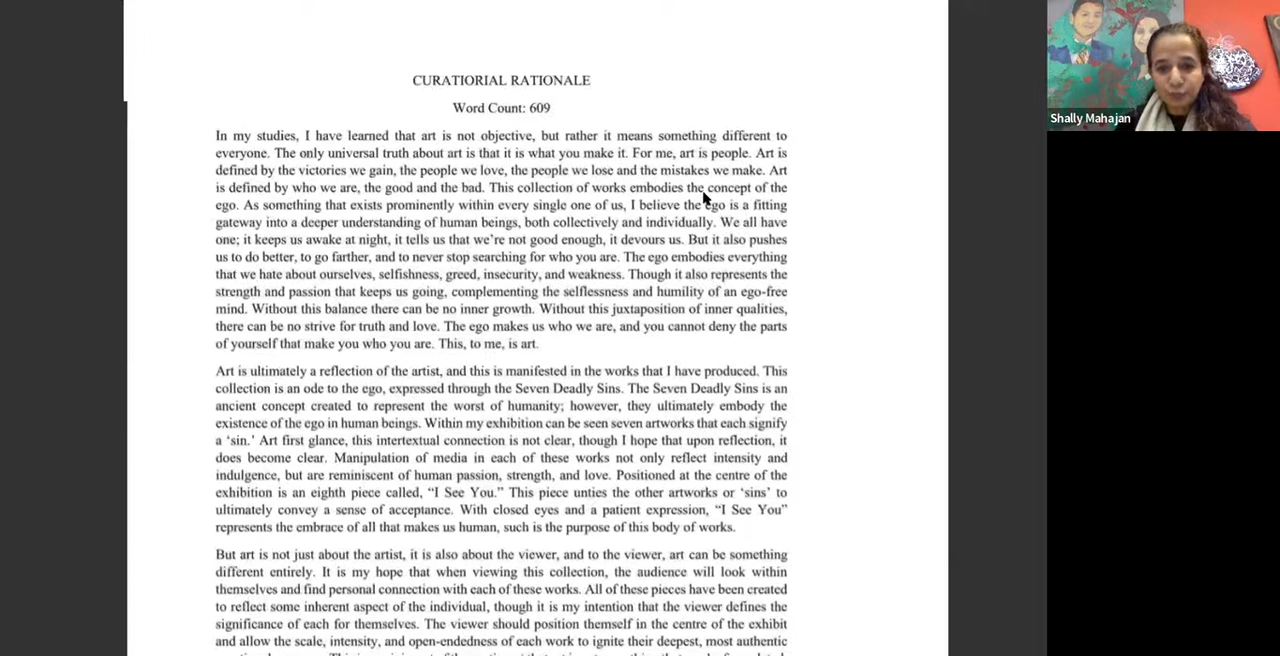 CURATIORIAL RATIONALE
Word Count: 609
In my studies, I have learned that art is not objective, but rather it means something different to
everyone. The only universal truth about art is that it is what you make it. For me, art is people. Art is
defined by the victories we gain, the people we love, the people we lose and the mistakes we make. Art
is defined by who we are, the good and the bad. This collection of works embodies the concept of the
ego. As something that exists prominently within every single one of us, I believe the ego is a fitting
gateway into a deeper understanding of human beings, both collectively and individually. We all have
one; it keeps us awake at night, it tells us that we're not good enough, it devours us. But it also pushes
us to do better, to go farther, and to never stop searching for who you are. The ego embodies everything
that we hate about ourselves, selfishness, greed, insecurity, and weakness. Though it also represents the
strength and passion that keeps us going, complementing the selflessness and humility of an ego-free
mind. Without this balance there can be no inner growth. Without this juxtaposition of inner qualities,
there can be no strive for truth and love. The ego makes us who we are, and you cannot deny the parts
of yourself that make you who you are. This, to me, is art.
Art is ultimately a reflection of the artist, and this is manifested in the works that I have produced. This
collection is an ode to the ego, expressed through the Seven Deadly Sins. The Seven Deadly Sins is an
ancient concept created to represent the worst of humanity; however, they ultimately embody the
existence of the ego in human beings. Within my exhibition can be seen seven artworks that each signify
a 'sin.' Art first glance, this intertextual connection is not clear, though I hope that upon reflection, it
does become clear. Manipulation of media in each of these works not only reflect intensity and
indulgence, but are reminiscent of human passion, strength, and love. Positioned at the centre of the
exhibition is an eighth piece called, "I See You." This piece unties the other artworks or 'sins' to
ultimately convey a sense of acceptance. With closed eyes and a patient expression, "I See You"
represents the embrace of all that makes us human, such is the purpose of this body of works.
But art is not just about the artist, it is also about the viewer, and to the viewer, art can be something
different entirely. It is my hope that when viewing this collection, the audience will look within
themselves and find personal connection with each of these works. All of these pieces have been created
to reflect some inherent aspect of the individual, though it is my intention that the viewer defines the
significance of each for themselves. The viewer should position themself in the centre of the exhibit
and allow the scale, intensity, and open-endedness of each work to ignite their deepest, most authentic
Shally Mahajan